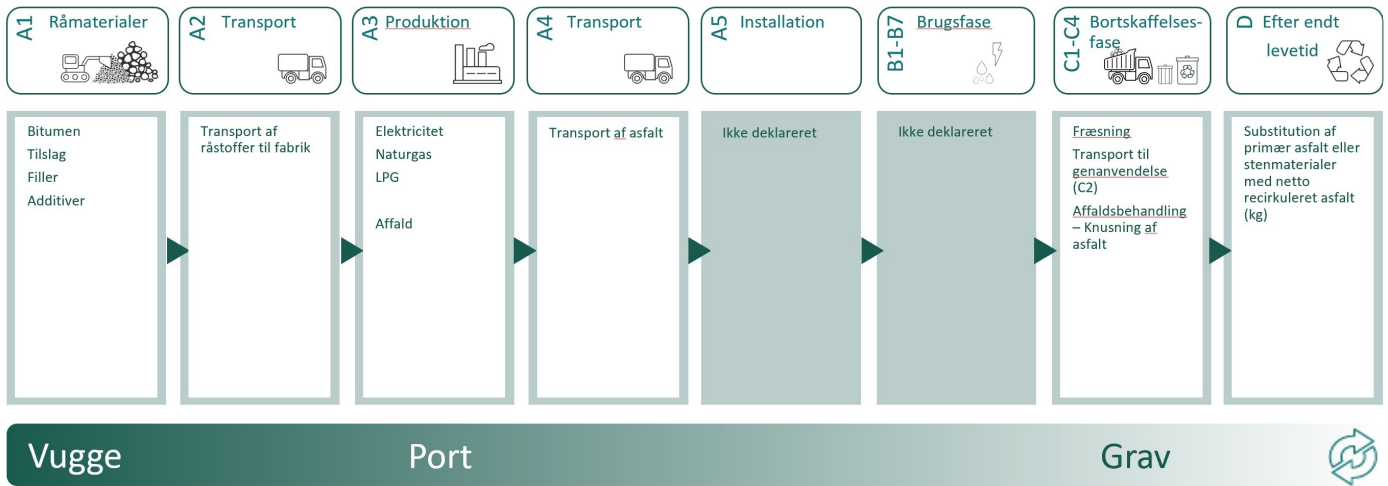 A1
Råmaterialer
A2
Transport
A3
Produktion
A4
Transport
A5
Installation
B1-B7
Brugsfase
C1-C4
Bortskaffelses-
fase
D
Efter endt
levetid
Bitumen
Tilslag
Filler
Additiver
Transport af
råstoffer til fabrik
Elektricitet
Naturgas
LPG
Affald
Transport af asfalt
Ikke deklareret
Ikke deklareret
Fræsning
Transport til
genanvendelse
(C2)
Affaldsbehandling
– Knusning af
asfalt
Substitution af
primær asfalt eller
stenmaterialer
med netto
recirkuleret asfalt
(kg)
Vugge
Port
Grav